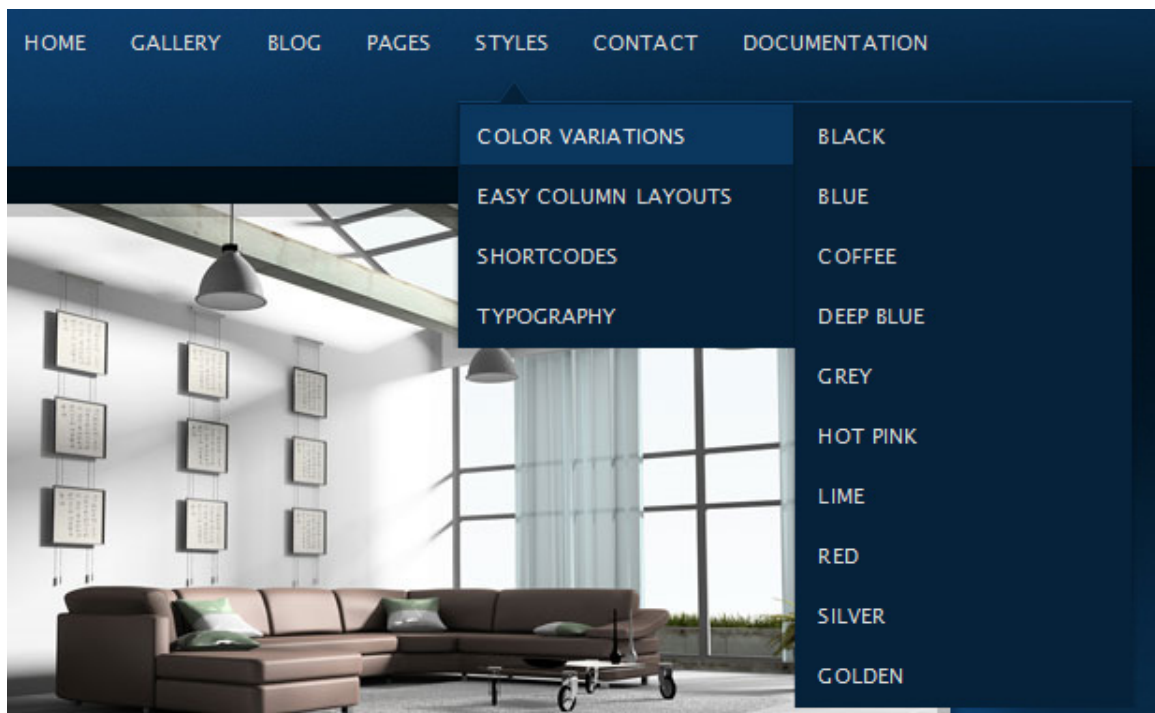 HOME GALLERY BLOG PAGES STYLES CONTACT DOCUMENTATION
COLOR VARIATIONS
EASY COLUMN LAYOUTS
SHORTCODES
TYPOGRAPHY
BLACK
BLUE
COFFEE
DEEP BLUE
GREY
HOT PINK
LIME
RED
SILVER
GOLDEN